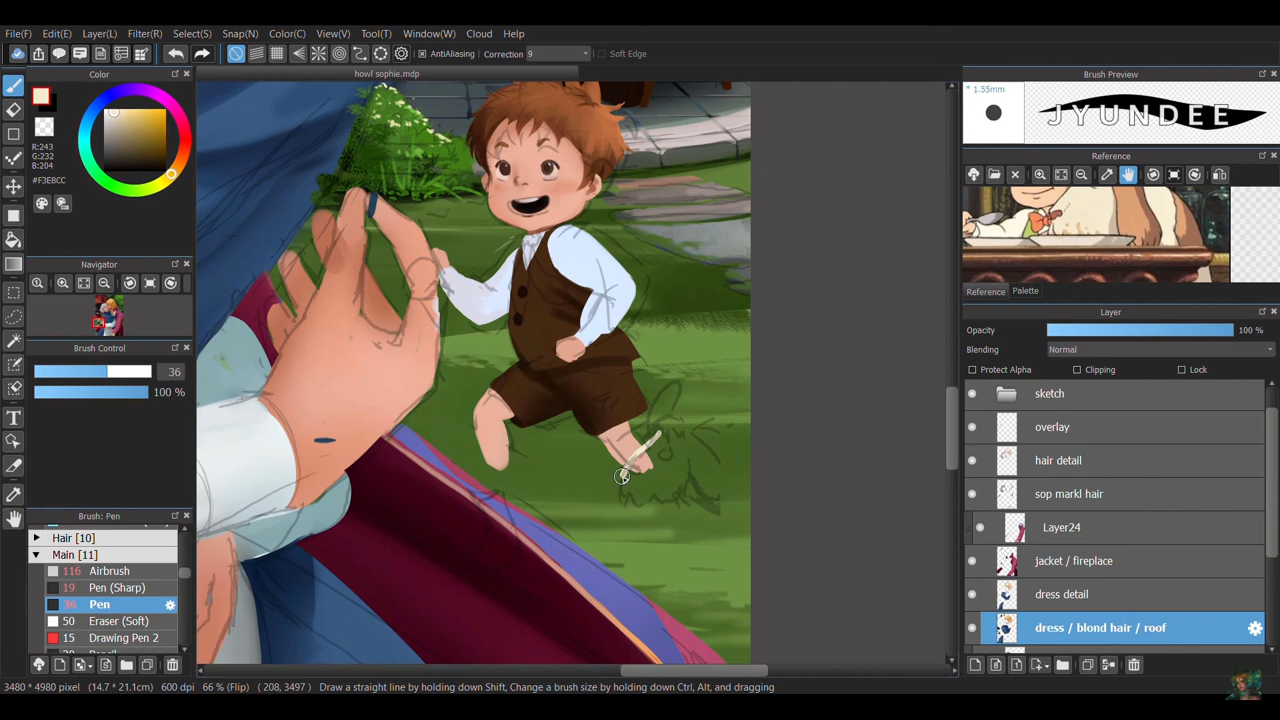 File(F) Edit(E) Layer(L) Filter(R) Select(S) Snap(N) Color(C) View(V) Tool(T) Window(W) Cloud Help
AntiAliasing Correction 9 Soft Edge
Color
howl sophie.mdp
Brush Preview
* 1.55mm
JYUNDEE
R:243
G:232
B:204
#F3E8CC
Reference
Navigator
Reference Palette
Layer
Opacity 100 %
Blending Normal
Protect Alpha Clipping Lock
Brush Control
36
100 %
sketch
overlay
hair detail
sop markl hair
Layer24
jacket / fireplace
dress detail
dress / blond hair / roof
Brush: Pen
Hair [10]
Main [11]
116 Airbrush
19 Pen (Sharp)
36 Pen
50 Eraser (Soft)
15 Drawing Pen 2
3480 * 4980 pixel (14.7 * 21.1cm) 600 dpi 66 % (Flip) ( 208, 3497 ) Draw a straight line by holding down Shift, Change a brush size by holding down Ctrl, Alt, and dragging